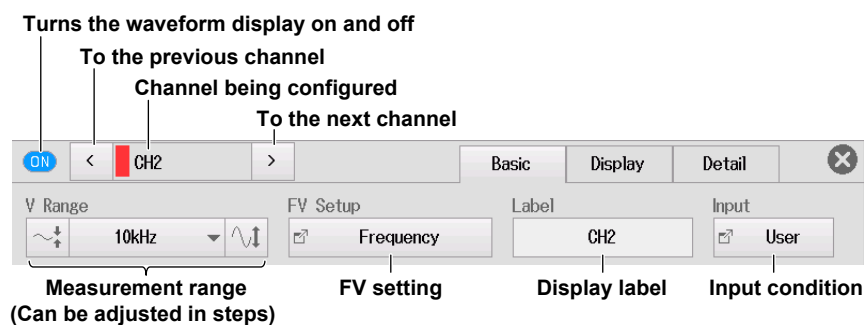 Turns the waveform display on and off
To the previous channel
Channel being configured
To the next channel
ON < CH2 > Basic Display Detail
V Range FV Setup Label Input
10kHz Frequency CH2 User
Measurement range FV setting Display label Input condition
(Can be adjusted in steps)